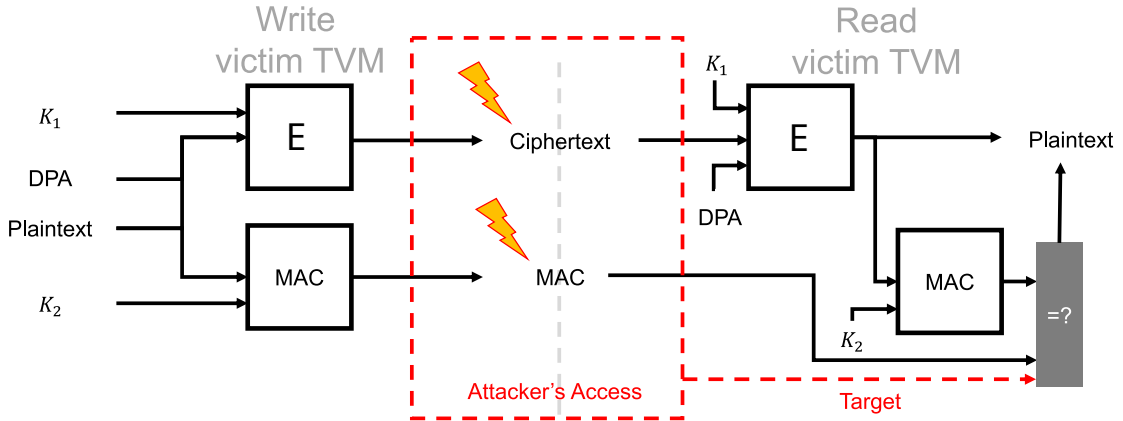 Write
victim TVM
Read
victim TVM
K₁
DPA
Plaintext
K₂
E
MAC
Ciphertext
MAC
Attacker's Access
K₁
DPA
E
Plaintext
MAC
K₂
=?
Target